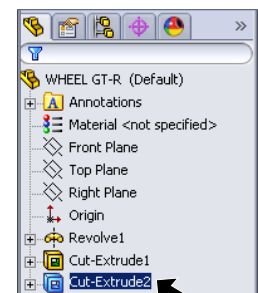 »
WHEEL GT-R (Default)
A Annotations
Material <not specified>
Front Plane
Top Plane
Right Plane
Origin
Revolve1
Cut-Extrude1
Cut-Extrude2